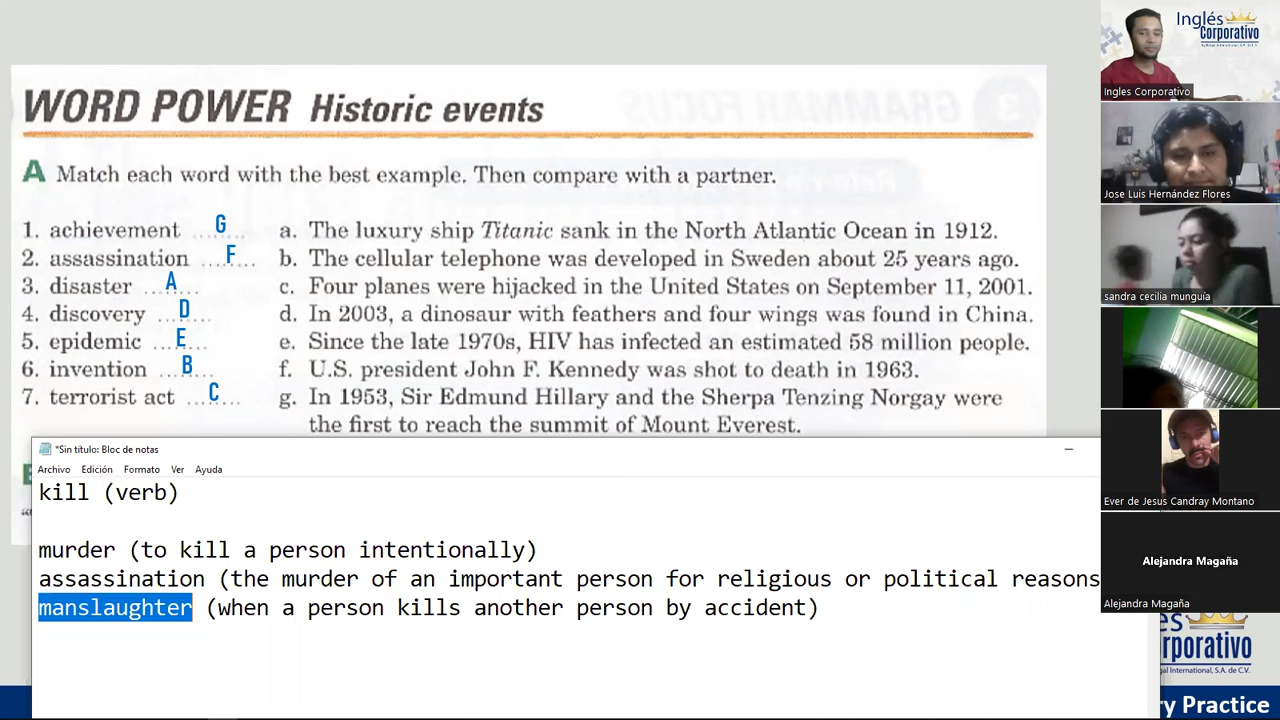 WORD POWER Historic events
A Match each word with the best example. Then compare with a partner.
1. achievement G
2. assassination F
3. disaster A
4. discovery D
5. epidemic E
6. invention B
7. terrorist act C
a. The luxury ship Titanic sank in the North Atlantic Ocean in 1912.
b. The cellular telephone was developed in Sweden about 25 years ago.
c. Four planes were hijacked in the United States on September 11, 2001.
d. In 2003, a dinosaur with feathers and four wings was found in China.
e. Since the late 1970s, HIV has infected an estimated 58 million people.
f. U.S. president John F. Kennedy was shot to death in 1963.
g. In 1953, Sir Edmund Hillary and the Sherpa Tenzing Norgay were
the first to reach the summit of Mount Everest.
*Sin título: Bloc de notas
Archivo Edición Formato Ver Ayuda
kill (verb)
murder (to kill a person intentionally)
assassination (the murder of an important person for religious or political reasons
manslaughter (when a person kills another person by accident)
Inglés
Corporativo
Ingles Corporativo
Jose Luis Hernández Flores
sandra cecilia munguía
Ever de Jesus Candray Montano
Alejandra Magaña
Alejandra Magaña
rporativo
gal International, S.A. de C.V.
ry Practice